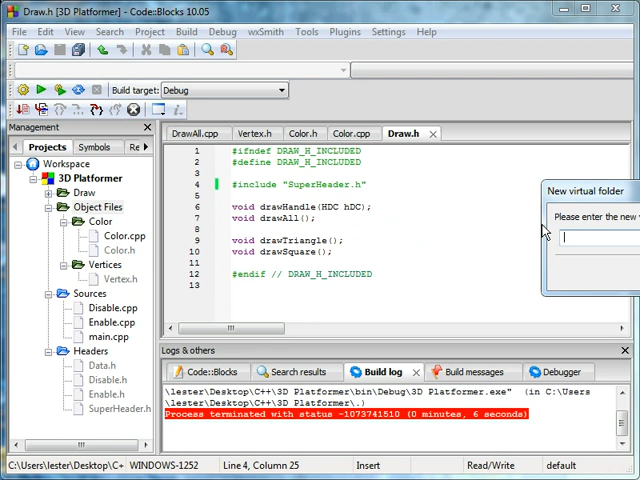 Draw.h [3D Platformer] - Code::Blocks 10.05
File Edit View Search Project Build Debug wxSmith Tools Plugins Settings Help
Build target: Debug
Management
Projects Symbols Re
Workspace
3D Platformer
Draw
Object Files
Color
Color.cpp
Color.h
Vertices
Vertex.h
Sources
Disable.cpp
Enable.cpp
main.cpp
Headers
Data.h
Disable.h
Enable.h
SuperHeader.h
DrawAll.cpp Vertex.h Color.h Color.cpp Draw.h
1 #ifndef DRAW_H_INCLUDED
2 #define DRAW_H_INCLUDED
3
4 #include "SuperHeader.h"
5
6 void drawHandle(HDC hDC);
7 void drawAll();
8
9 void drawTriangle();
10 void drawSquare();
11
12 #endif // DRAW_H_INCLUDED
13
New virtual folder
Please enter the new v
Logs & others
Code::Blocks Search results Build log Build messages Debugger
\lester\Desktop\C++\3D Platformer\bin\Debug\3D Platformer.exe" (in C:\Users
\lester\Desktop\C++\3D Platformer\.)
Process terminated with status -1073741510 (0 minutes, 6 seconds)
C:\Users\lester\Desktop\C+ WINDOWS-1252 Line 4, Column 25 Insert Read/Write default